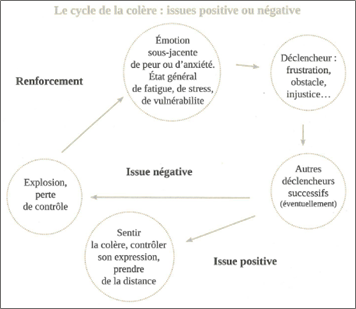 Le cycle de la colère : issues positive ou négative
Émotion
sous-jacente
de peur ou d'anxiété.
État général
de fatigue, de stress,
de vulnérabilite
Déclencheur :
frustration,
obstacle,
injustice...
Renforcement
Autres
déclencheurs
successifs
(éventuellement)
Issue négative
Explosion,
perte
de contrôle
Sentir
la colère, contrôler
son expression,
prendre
de la distance
Issue positive